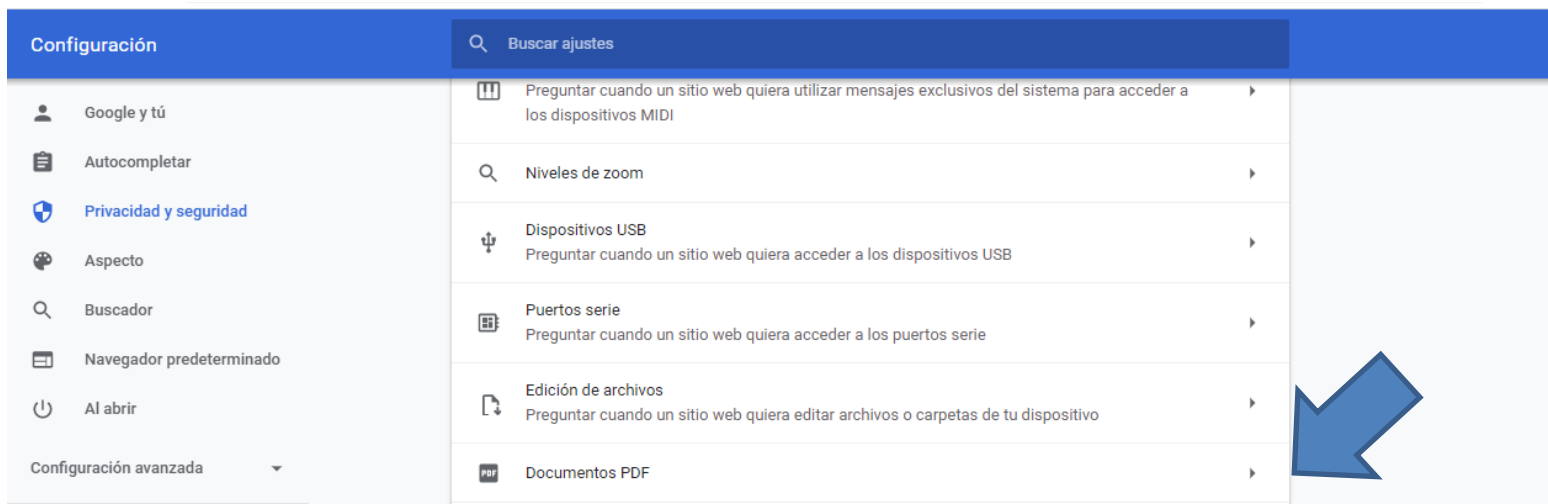 Configuración
Buscar ajustes
Google y tú
Autocompletar
Privacidad y seguridad
Aspecto
Buscador
Navegador predeterminado
Al abrir
Configuración avanzada
Preguntar cuando un sitio web quiera utilizar mensajes exclusivos del sistema para acceder a
los dispositivos MIDI
Niveles de zoom
Dispositivos USB
Preguntar cuando un sitio web quiera acceder a los dispositivos USB
Puertos serie
Preguntar cuando un sitio web quiera acceder a los puertos serie
Edición de archivos
Preguntar cuando un sitio web quiera editar archivos o carpetas de tu dispositivo
PDF
Documentos PDF